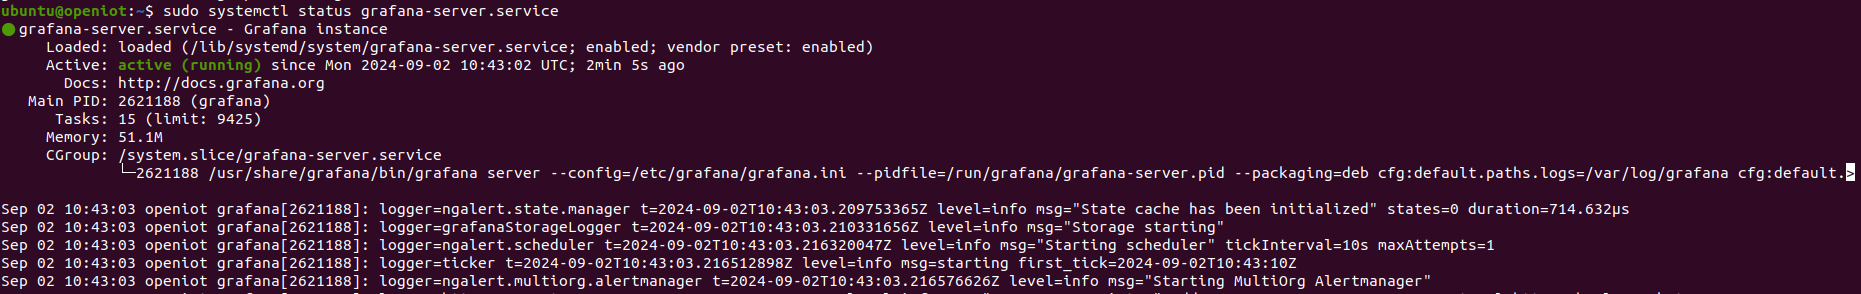 ubuntu@openiot:~$ sudo systemctl status grafana-server.service
● grafana-server.service - Grafana instance
     Loaded: loaded (/lib/systemd/system/grafana-server.service; enabled; vendor preset: enabled)
     Active: active (running) since Mon 2024-09-02 10:43:02 UTC; 2min 5s ago
       Docs: http://docs.grafana.org
   Main PID: 2621188 (grafana)
      Tasks: 15 (limit: 9425)
     Memory: 51.1M
     CGroup: /system.slice/grafana-server.service
             └─2621188 /usr/share/grafana/bin/grafana server --config=/etc/grafana/grafana.ini --pidfile=/run/grafana/grafana-server.pid --packaging=deb cfg:default.paths.logs=/var/log/grafana cfg:default.>
Sep 02 10:43:03 openiot grafana[2621188]: logger=ngalert.state.manager t=2024-09-02T10:43:03.209753365Z level=info msg="State cache has been initialized" states=0 duration=714.632µs
Sep 02 10:43:03 openiot grafana[2621188]: logger=grafanaStorageLogger t=2024-09-02T10:43:03.210331656Z level=info msg="Storage starting"
Sep 02 10:43:03 openiot grafana[2621188]: logger=ngalert.scheduler t=2024-09-02T10:43:03.216320047Z level=info msg="Starting scheduler" tickInterval=10s maxAttempts=1
Sep 02 10:43:03 openiot grafana[2621188]: logger=ticker t=2024-09-02T10:43:03.216512898Z level=info msg=starting first_tick=2024-09-02T10:43:10Z
Sep 02 10:43:03 openiot grafana[2621188]: logger=ngalert.multiorg.alertmanager t=2024-09-02T10:43:03.216576626Z level=info msg="Starting MultiOrg Alertmanager"